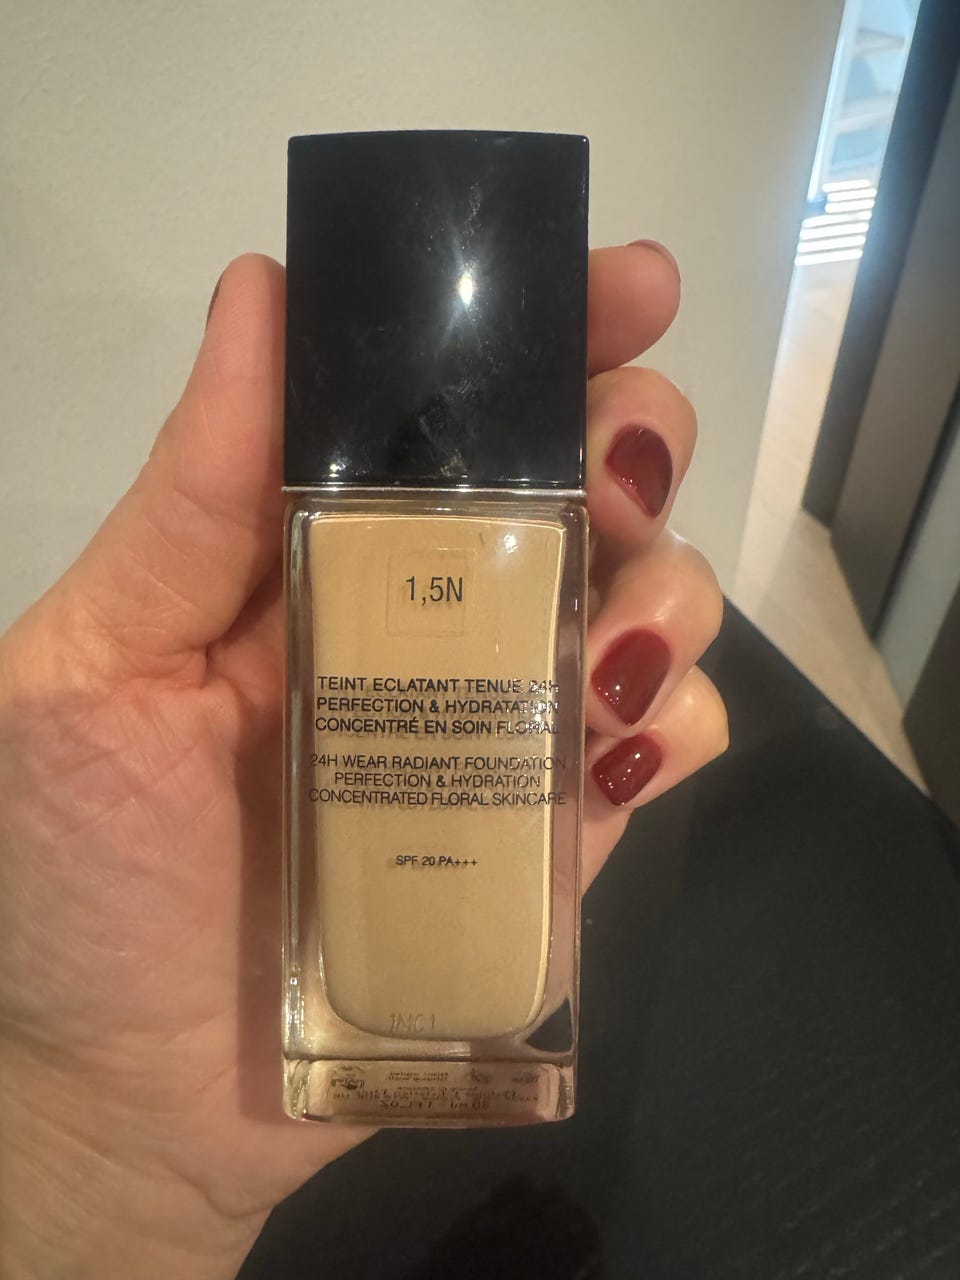 1,5N
TEINT ECLATANT TENUE 24H
PERFECTION & HYDRATATION
CONCENTRÉ EN SOIN FLORAL
24H WEAR RADIANT FOUNDATION
PERFECTION & HYDRATION
CONCENTRATED FLORAL SKINCARE
SPF 20 PA+++